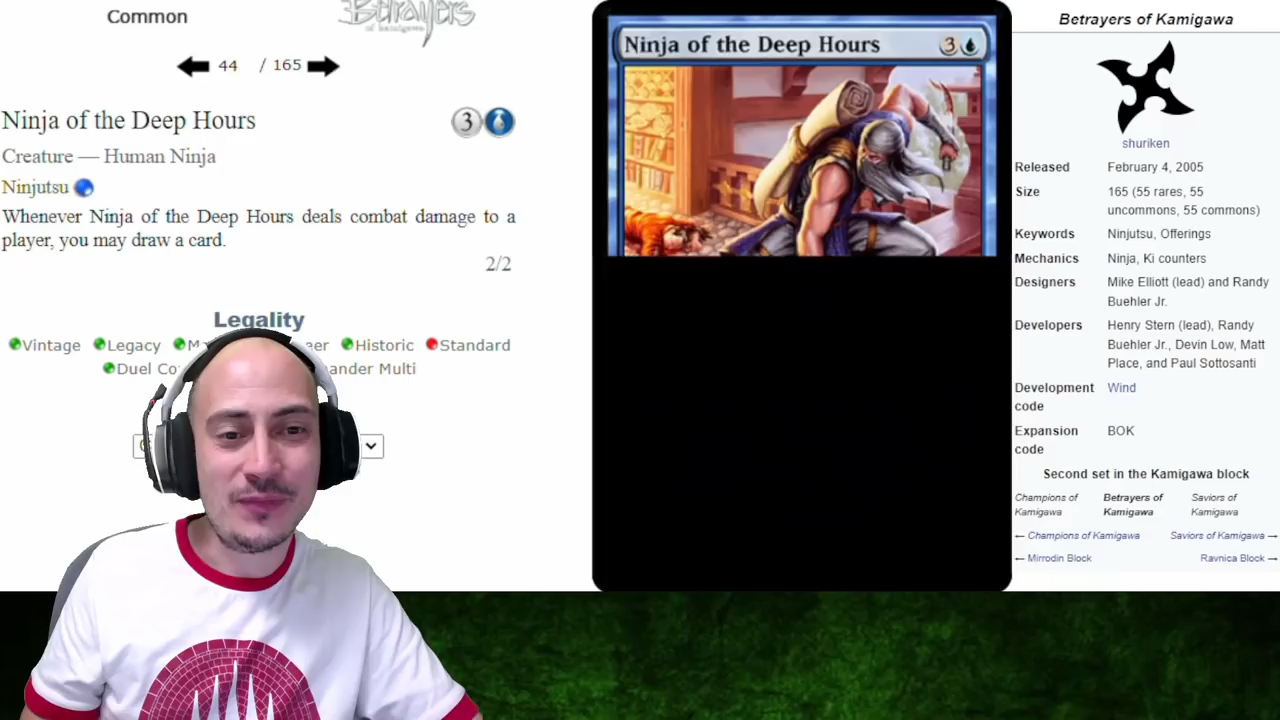 Common
Betrayers
of Kamigawa
44 / 165
Ninja of the Deep Hours 3
Creature — Human Ninja
Ninjutsu
Whenever Ninja of the Deep Hours deals combat damage to a
player, you may draw a card.
2/2
Legality
Vintage Legacy Historic Standard
Ninja of the Deep Hours 3
Betrayers of Kamigawa
shuriken
Released February 4, 2005
Size 165 (55 rares, 55
uncommons, 55 commons)
Keywords Ninjutsu, Offerings
Mechanics Ninja, Ki counters
Designers Mike Elliott (lead) and Randy
Buehler Jr.
Developers Henry Stern (lead), Randy
Buehler Jr., Devin Low, Matt
Place, and Paul Sottosanti
Development Wind
code
Expansion BOK
code
Second set in the Kamigawa block
Champions of Betrayers of Saviors of
Kamigawa Kamigawa Kamigawa
← Champions of Kamigawa Saviors of Kamigawa →
← Mirrodin Block Ravnica Block →